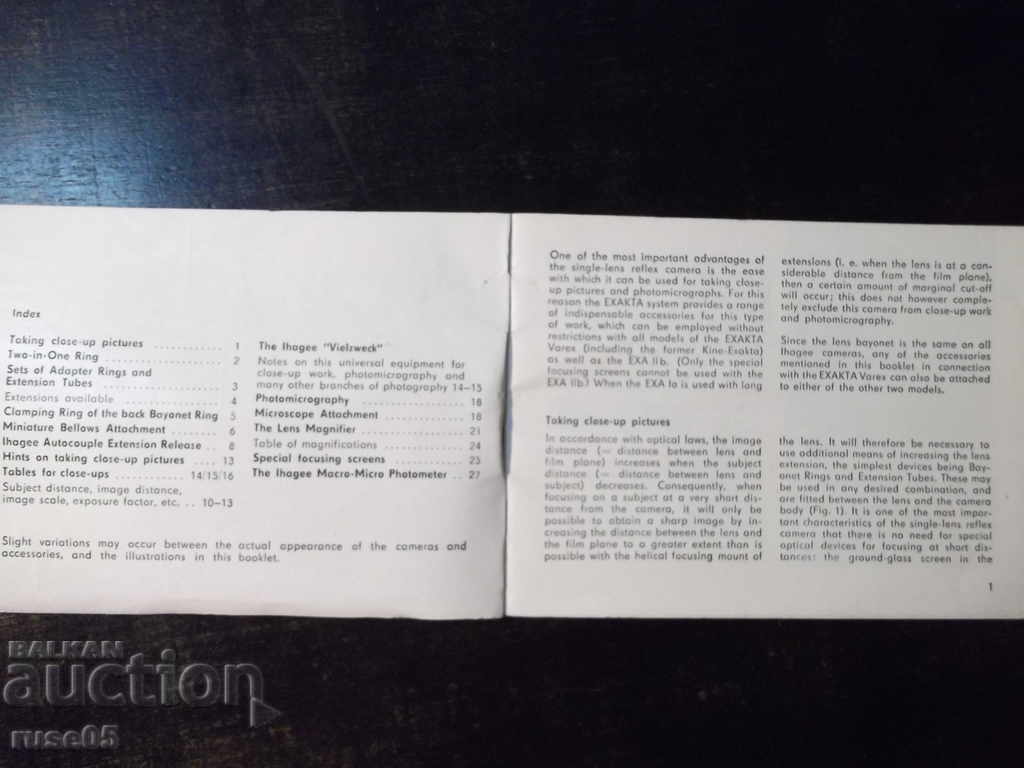 Index
Taking close-up pictures ............ 1
Two-in-One Ring .................... 2
Sets of Adapter Rings and
Extension Tubes .................... 3
Extensions available ................ 4
Clamping Ring of the back Bayonet Ring 5
Miniature Bellows Attachment ....... 6
Ihagee Autocouple Extension Release .. 8
Hints on taking close-up pictures .... 13
Tables for close-ups .......... 14/15/16
Subject distance, image distance,
image scale, exposure factor, etc. .. 10–13
The Ihagee "Vielzweck"
Notes on this universal equipment for
close-up work, photomicrography and
many other branches of photography 14–15
Photomicrography .................. 18
Microscope Attachment ............. 18
The Lens Magnifier ................. 21
Table of magnifications ............. 24
Special focusing screens ............ 25
The Ihagee Macro-Micro Photometer .. 27
Slight variations may occur between the actual appearance of the cameras and
accessories, and the illustrations in this booklet.
One of the most important advantages of
the single-lens reflex camera is the ease
with which it can be used for taking close-
up pictures and photomicrographs. For this
reason the EXAKTA system provides a range
of indispensable accessories for this type
of work, which can be employed without
restrictions with all models of the EXAKTA
Varex (including the former Kine-Exakta)
as well as the EXA IIb. (Only the special
focusing screens cannot be used with the
EXA IIb.) When the EXA Ia is used with long
extensions (i. e. when the lens is at a con-
siderable distance from the film plane),
then a certain amount of marginal cut-off
will occur; this does not however comple-
tely exclude this camera from close-up work
and photomicrography.
Since the lens bayonet is the same on all
Ihagee cameras, any of the accessories
mentioned in this booklet in connection
with the EXAKTA Varex can also be attached
to either of the other two models.
Taking close-up pictures
In accordance with optical laws, the image
distance (= distance between lens and
film plane) increases when the subject
distance (= distance between lens and
subject) decreases. Consequently, when
focusing on a subject at a very short dis-
tance from the camera, it will only be
possible to obtain a sharp image by in-
creasing the distance between the lens and
the film plane to a greater extent than is
possible with the helical focusing mount of
the lens. It will therefore be necessary to
use additional means of increasing the lens
extension, the simplest devices being Bay-
onet Rings and Extension Tubes. These may
be used in any desired combination, and
are fitted between the lens and the camera
body (Fig. 1). It is one of the most impor-
tant characteristics of the single-lens reflex
camera that there is no need for special
optical devices for focusing at short dis-
tances: the ground-glass screen in the
1
BALKAN
auction
ruse05